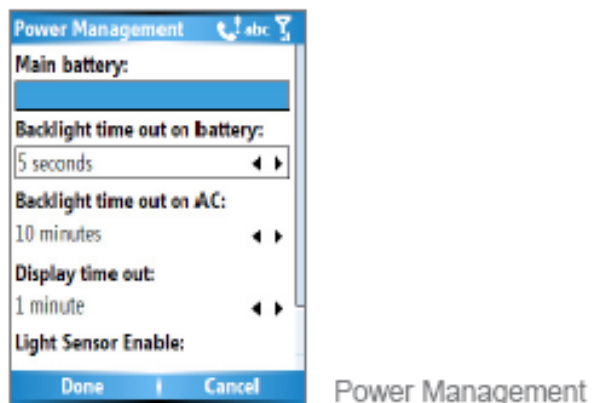 Power Management abc
Main battery:
Backlight time out on battery:
5 seconds
Backlight time out on AC:
10 minutes
Display time out:
1 minute
Light Sensor Enable:
Done Cancel
Power Management